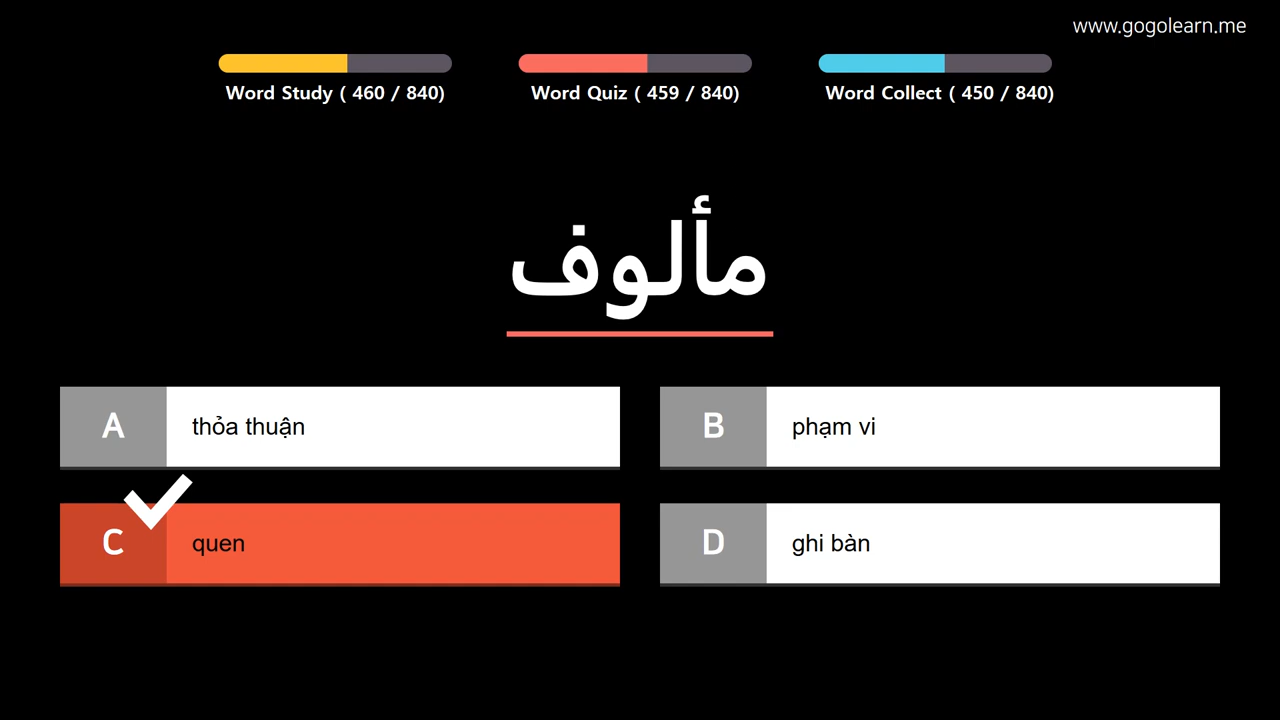 www.gogolearn.me
Word Study ( 460 / 840)
Word Quiz ( 459 / 840)
Word Collect ( 450 / 840)
مألوف
A thỏa thuận
B phạm vi
C quen
D ghi bàn